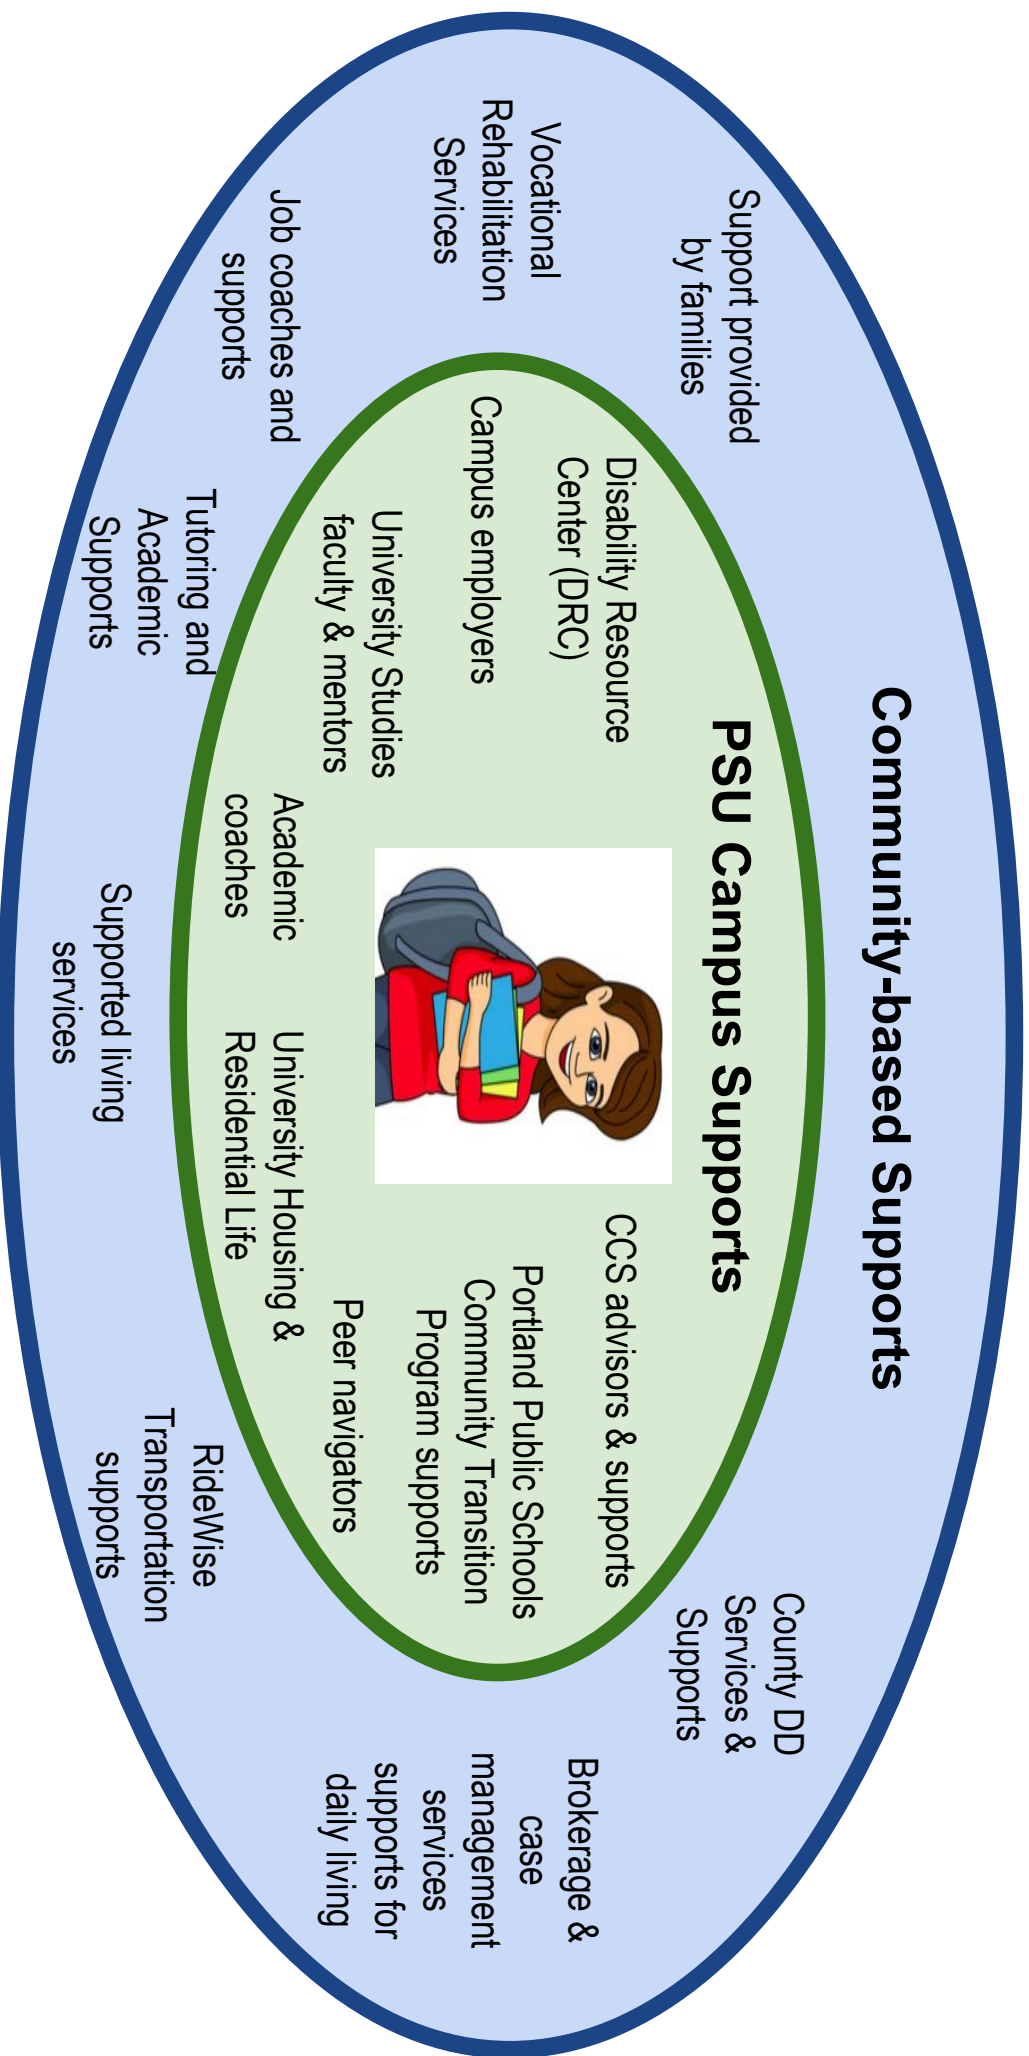 Community-based Supports
PSU Campus Supports
Support provided
by families
Vocational
Rehabilitation
Services
Job coaches and
supports
Tutoring and
Academic
Supports
Supported living
services
RideWise
Transportation
supports
Brokerage &
case
management
services
supports for
daily living
County DD
Services &
Supports
Disability Resource
Center (DRC)
Campus employers
University Studies
faculty & mentors
Academic
coaches
University Housing &
Residential Life
Peer navigators
Portland Public Schools
Community Transition
Program supports
CCS advisors & supports